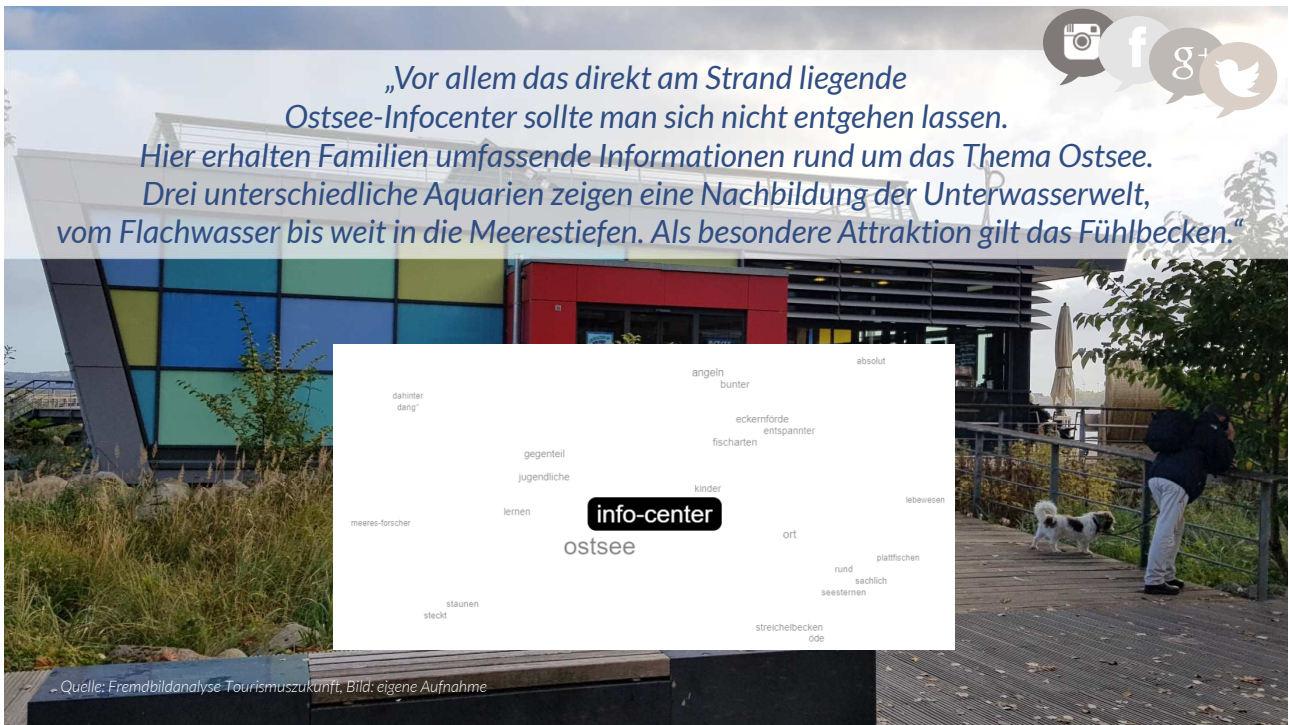 „Vor allem das direkt am Strand liegende
Ostsee-Infocenter sollte man sich nicht entgehen lassen.
Hier erhalten Familien umfassende Informationen rund um das Thema Ostsee.
Drei unterschiedliche Aquarien zeigen eine Nachbildung der Unterwasserwelt,
vom Flachwasser bis weit in die Meerestiefen. Als besondere Attraktion gilt das Fühlbecken.“
f
g+
absolut
angeln
bunter
dahinter
dang"
eckernförde
entspannter
fischarten
gegenteil
jugendliche
kinder
lebewesen
lernen
info-center
meeres-forscher
ort
ostsee
plattfischen
rund
sachlich
seesternen
staunen
steckt
streichelbecken
öde
Quelle: Fremdbildanalyse Tourismuszukunft, Bild: eigene Aufnahme